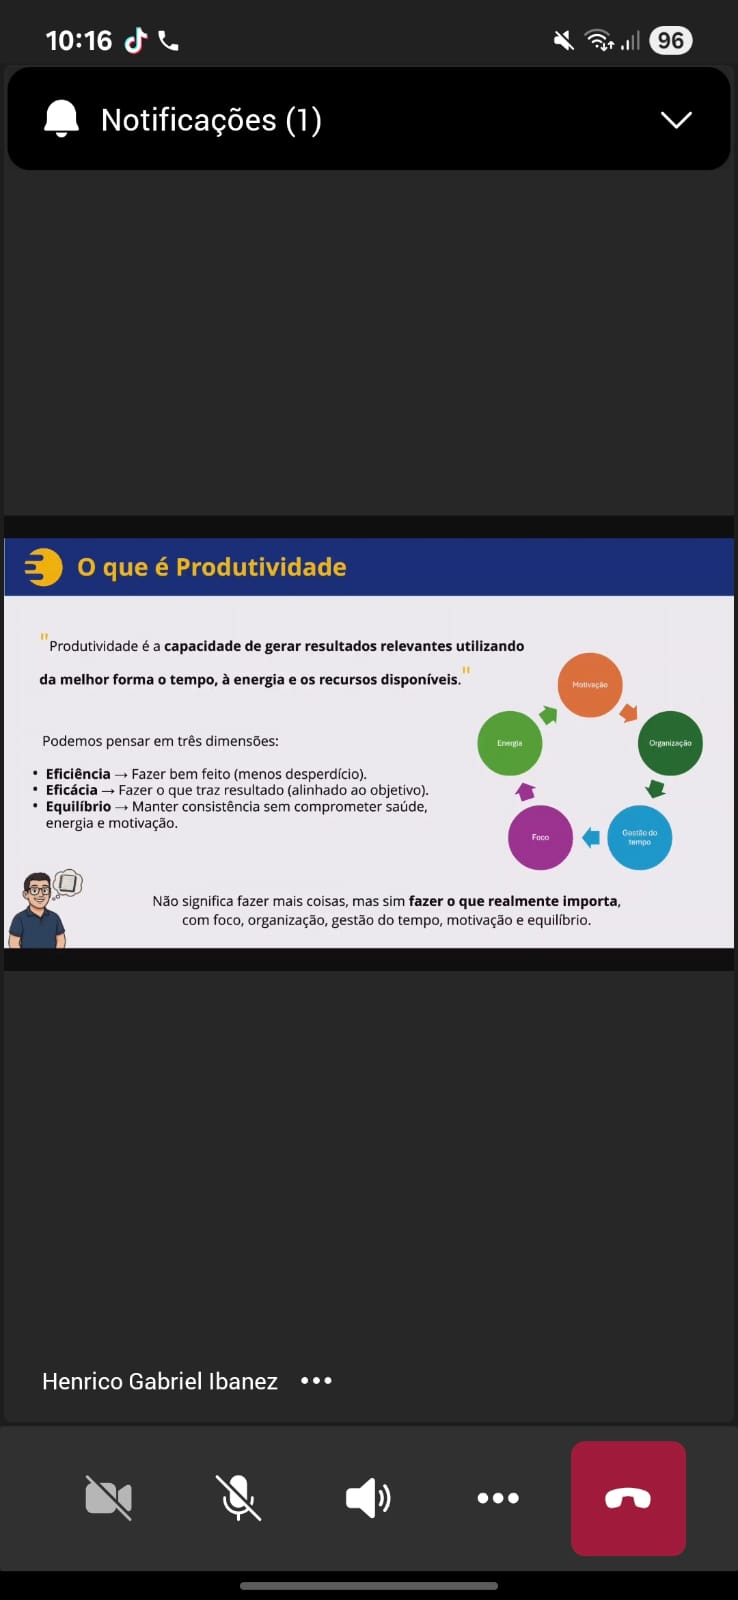 10:16
96
Notificações (1)
O que é Produtividade
"Produtividade é a capacidade de gerar resultados relevantes utilizando
da melhor forma o tempo, à energia e os recursos disponíveis."
Podemos pensar em três dimensões:
• Eficiência → Fazer bem feito (menos desperdício).
• Eficácia → Fazer o que traz resultado (alinhado ao objetivo).
• Equilíbrio → Manter consistência sem comprometer saúde,
energia e motivação.
Motivação
Organização
Gestão do
tempo
Foco
Energia
Não significa fazer mais coisas, mas sim fazer o que realmente importa,
com foco, organização, gestão do tempo, motivação e equilíbrio.
Henrico Gabriel Ibanez